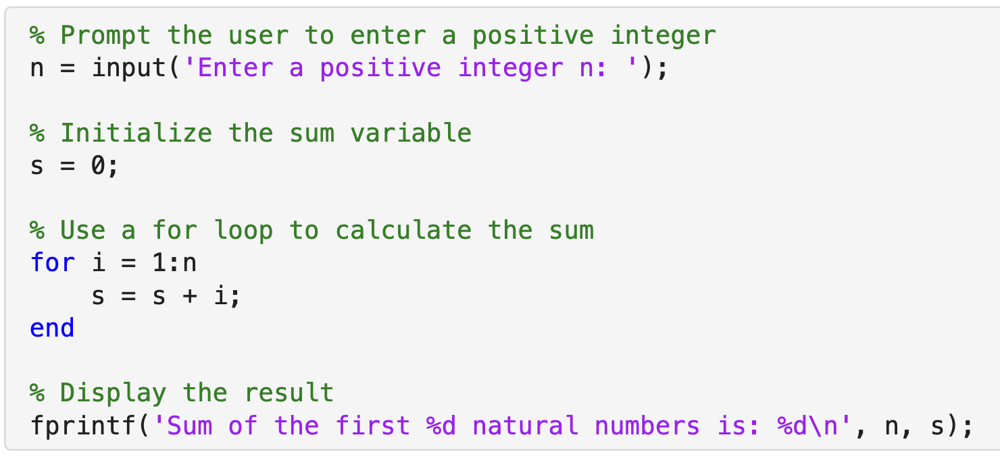 % Prompt the user to enter a positive integer
n = input('Enter a positive integer n: ');
% Initialize the sum variable
s = 0;
% Use a for loop to calculate the sum
for i = 1:n
    s = s + i;
end
% Display the result
fprintf('Sum of the first %d natural numbers is: %d\n', n, s);